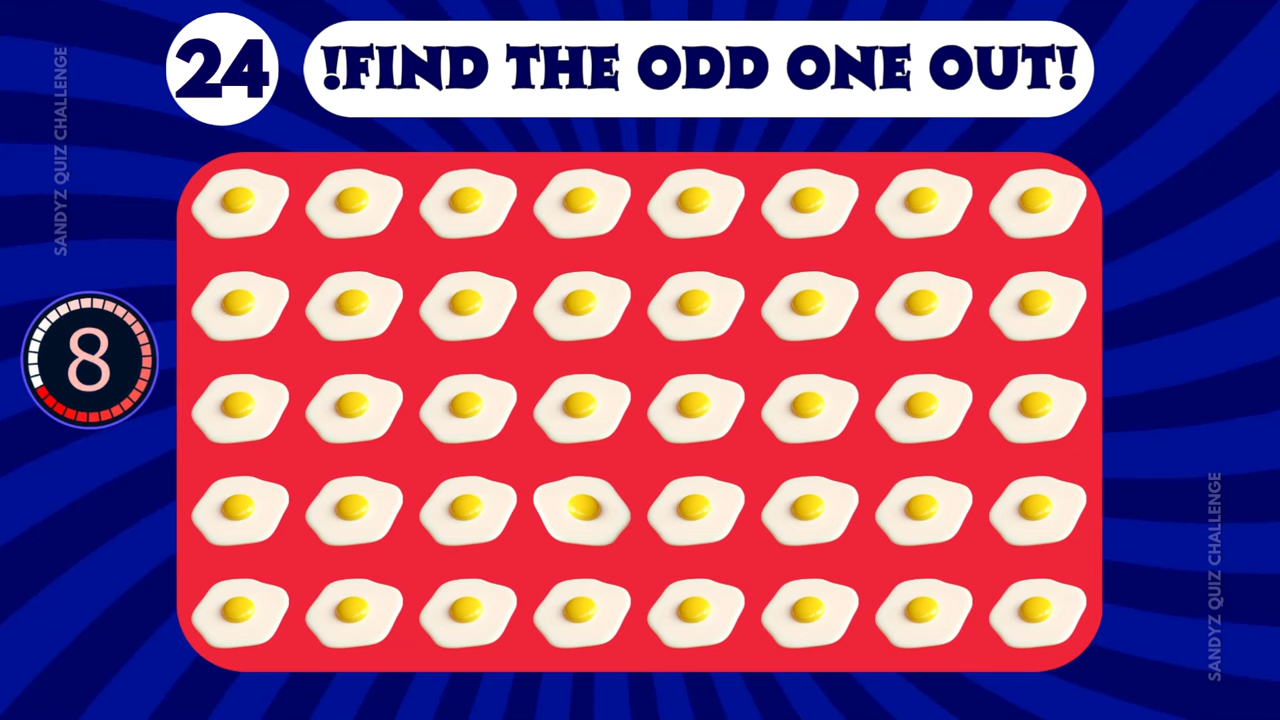 24
!FIND THE ODD ONE OUT!
SANDYZ QUIZ CHALLENGE
8
SANDYZ QUIZ CHALLENGE